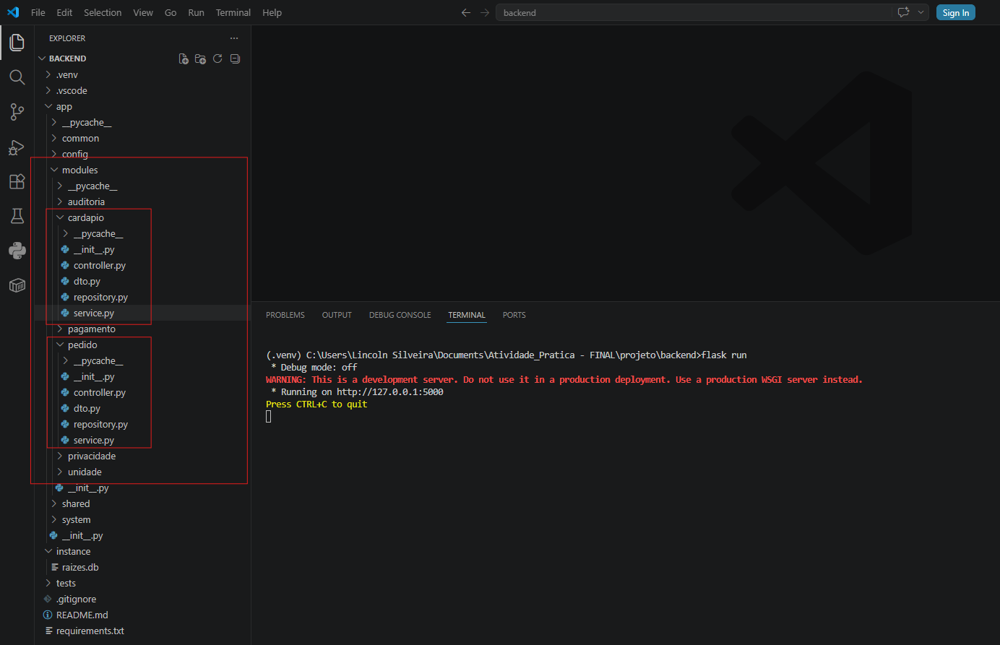 File Edit Selection View Go Run Terminal Help backend Sign In
EXPLORER ...
BACKEND
.venv
.vscode
app
__pycache__
common
config
modules
__pycache__
auditoria
cardapio
__pycache__
__init__.py
controller.py
dto.py
repository.py
service.py
pagamento
pedido
__pycache__
__init__.py
controller.py
dto.py
repository.py
service.py
privacidade
unidade
__init__.py
shared
system
__init__.py
instance
raizes.db
tests
.gitignore
README.md
requirements.txt
PROBLEMS OUTPUT DEBUG CONSOLE TERMINAL PORTS
(.venv) C:\Users\Lincoln Silveira\Documents\Atividade_Pratica - FINAL\projeto\backend>flask run
* Debug mode: off
WARNING: This is a development server. Do not use it in a production deployment. Use a production WSGI server instead.
* Running on http://127.0.0.1:5000
Press CTRL+C to quit